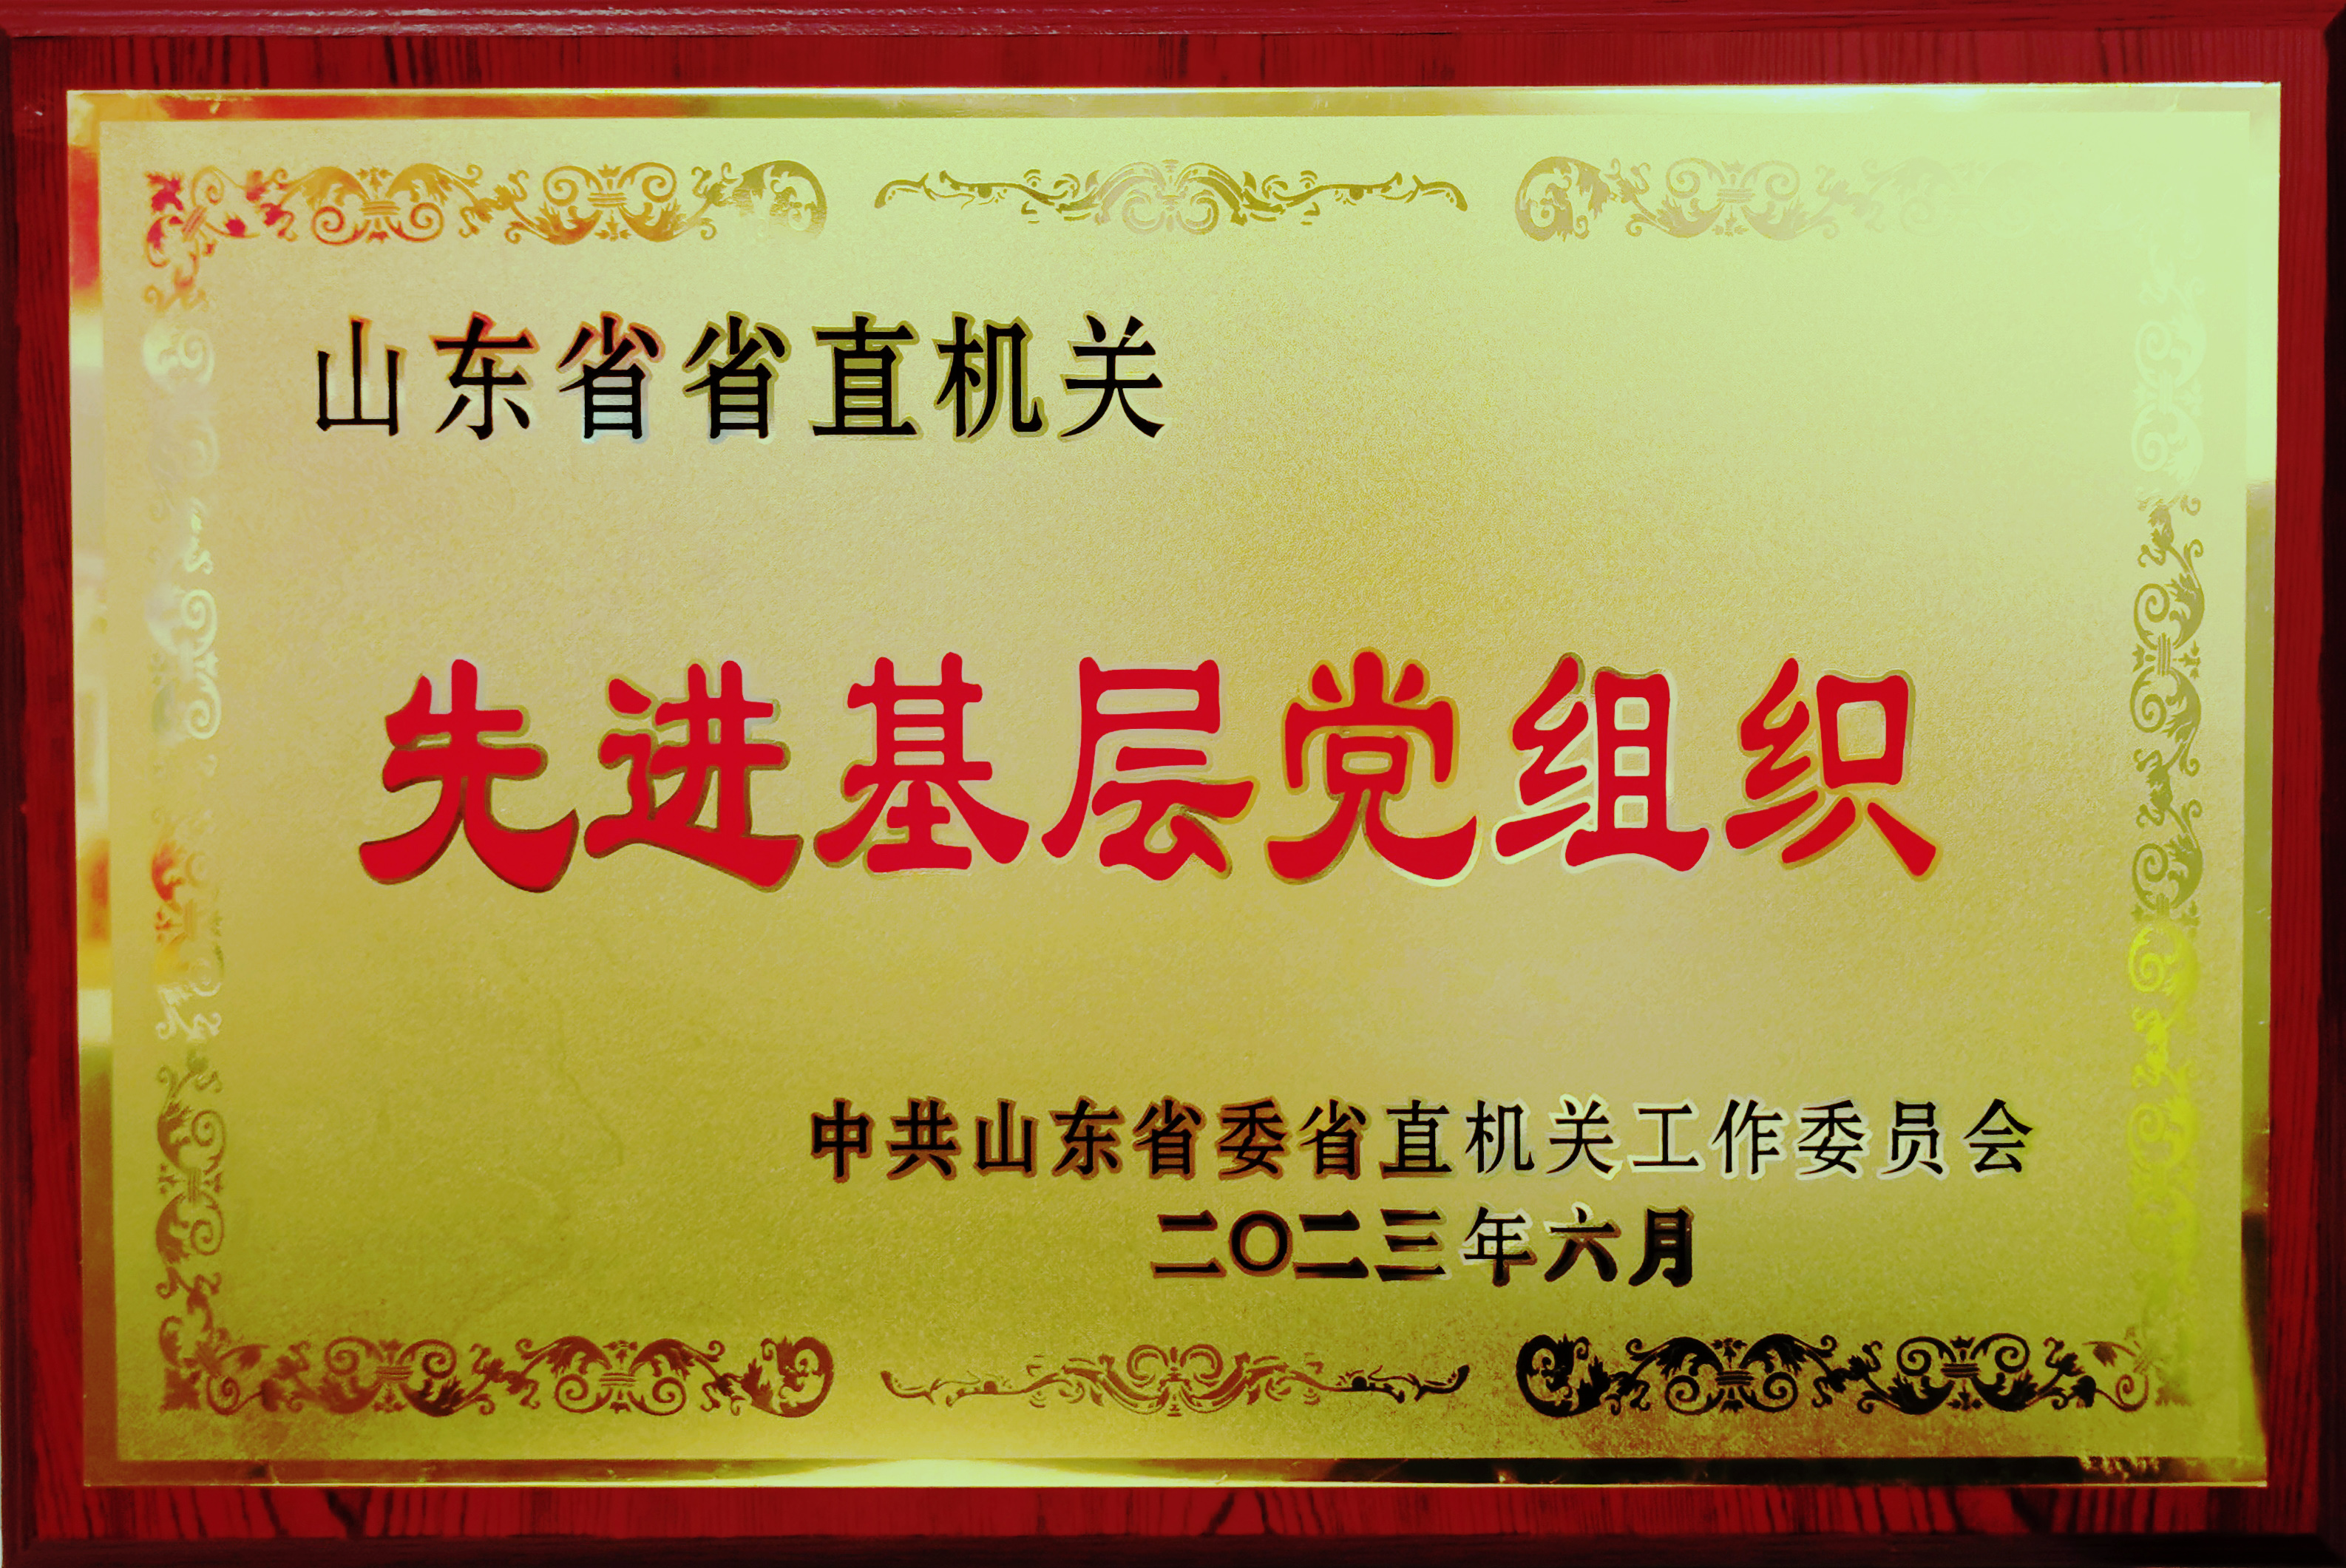 山东省省直机关
先进基层党组织
中共山东省委省直机关工作委员会
二〇二三年六月